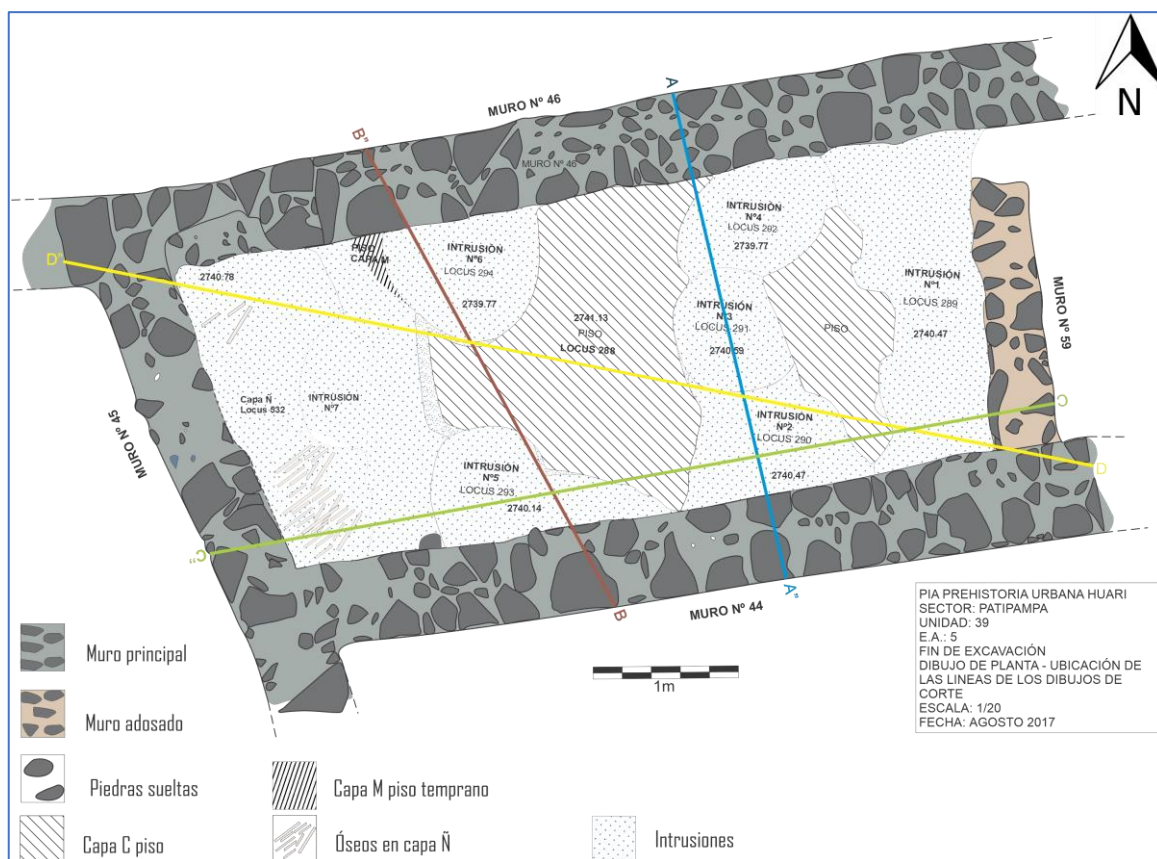 N
MURO Nº 46
MURO Nº 46
A
B"
INTRUSIÓN
Nº4
LOCUS 292
2739.77
PISO
CAPA M
INTRUSIÓN
Nº6
LOCUS 294
2739.77
D"
2740.78
INTRUSIÓN
Nº1
LOCUS 289
2740.47
MURO Nº 59
2741.13
PISO
LOCUS 288
INTRUSIÓN
Nº3
LOCUS 291
2740.59
PISO
Capa Ñ
Locus 832
INTRUSIÓN
Nº7
MURO Nº 45
C
INTRUSIÓN
Nº2
LOCUS 290
2740.47
INTRUSIÓN
Nº5
LOCUS 293
2740.14
D
C"
A"
B
MURO Nº 44
1m
PIA PREHISTORIA URBANA HUARI
SECTOR: PATIPAMPA
UNIDAD: 39
E.A.: 5
FIN DE EXCAVACIÓN
DIBUJO DE PLANTA - UBICACIÓN DE
LAS LINEAS DE LOS DIBUJOS DE
CORTE
ESCALA: 1/20
FECHA: AGOSTO 2017
Muro principal
Muro adosado
Piedras sueltas
Capa M piso temprano
Capa C piso
Óseos en capa Ñ
Intrusiones